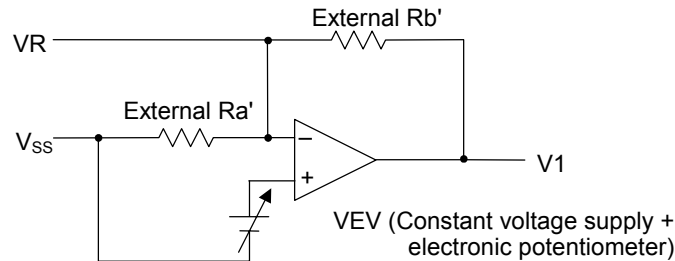 External Rb'
VR
External Ra'
VSS
−
+
V1
VEV (Constant voltage supply +
electronic potentiometer)